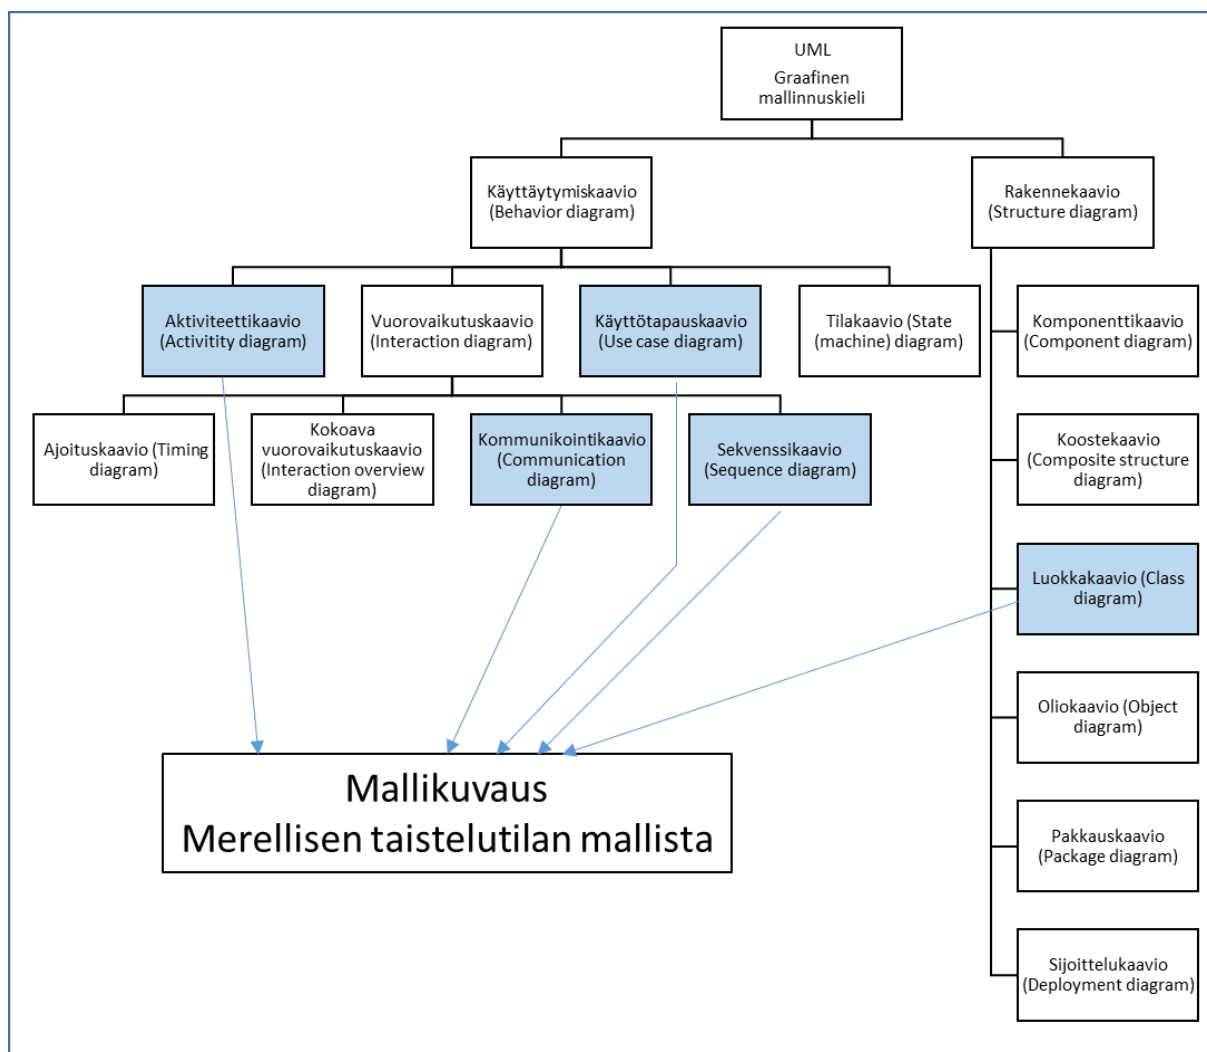 UML
Graafinen
mallinnuskieli
Käyttäytymiskaavio
(Behavior diagram)
Rakennekaavio
(Structure diagram)
Aktiviteettikaavio
(Activitity diagram)
Vuorovaikutuskaavio
(Interaction diagram)
Käyttötapauskaavio
(Use case diagram)
Tilakaavio (State
(machine) diagram)
Komponenttikaavio
(Component diagram)
Ajoituskaavio (Timing
diagram)
Kokoava
vuorovaikutuskaavio
(Interaction overview
diagram)
Kommunikointikaavio
(Communication
diagram)
Sekvenssikaavio
(Sequence diagram)
Koostekaavio
(Composite structure
diagram)
Luokkakaavio (Class
diagram)
Oliokaavio (Object
diagram)
Mallikuvaus
Merellisen taistelutilan mallista
Pakkauskaavio
(Package diagram)
Sijoittelukaavio
(Deployment diagram)